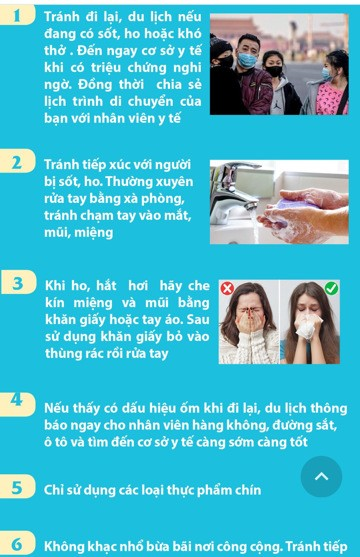 1
Tránh đi lại, du lịch nếu
đang có sốt, ho hoặc khó
thở . Đến ngay cơ sở y tế
khi có triệu chứng nghi
ngờ. Đồng thời chia sẻ
lịch trình di chuyển của
bạn với nhân viên y tế
2
Tránh tiếp xúc với người
bị sốt, ho. Thường xuyên
rửa tay bằng xà phòng,
tránh chạm tay vào mắt,
mũi, miệng
3
Khi ho, hắt hơi hãy che
kín miệng và mũi bằng
khăn giấy hoặc tay áo. Sau
sử dụng khăn giấy bỏ vào
thùng rác rồi rửa tay
4
Nếu thấy có dấu hiệu ốm khi đi lại, du lịch thông
báo ngay cho nhân viên hàng không, đường sắt,
ô tô và tìm đến cơ sở y tế càng sớm càng tốt
5
Chỉ sử dụng các loại thực phẩm chín
6
Không khạc nhổ bừa bãi nơi công cộng. Tránh tiếp